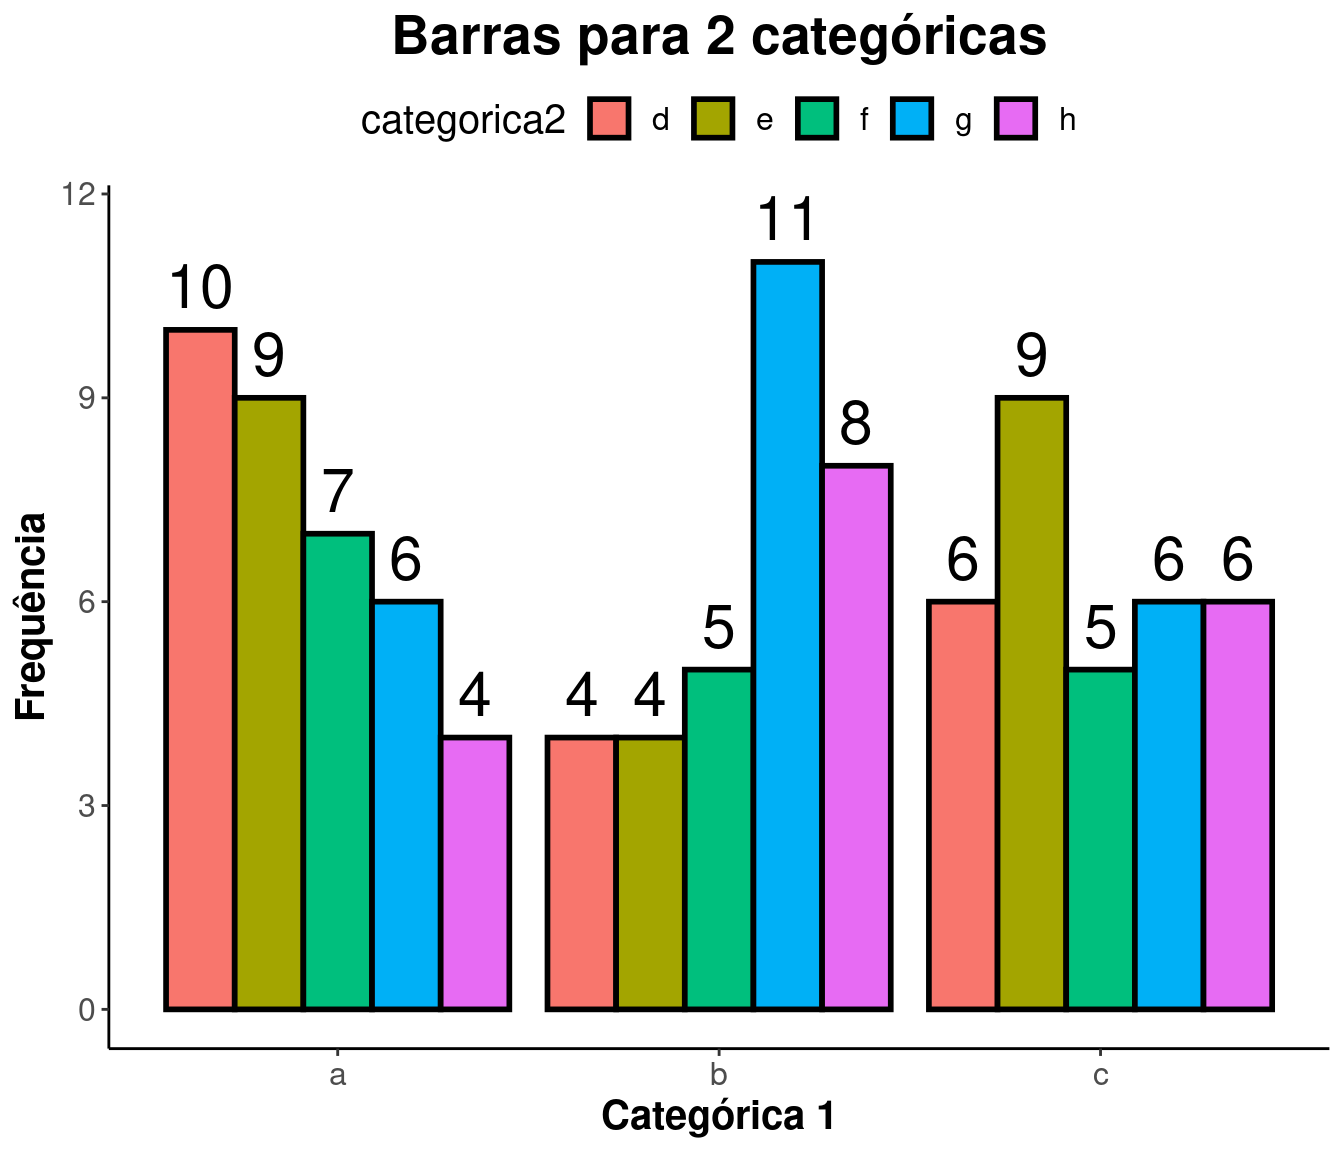 Barras para 2 categóricas
categorica2 d e f g h
12
9
6
3
0
Frequência
10 9 7 6 4
4 4 5 11 8
6 9 5 6 6
a b c
Categórica 1